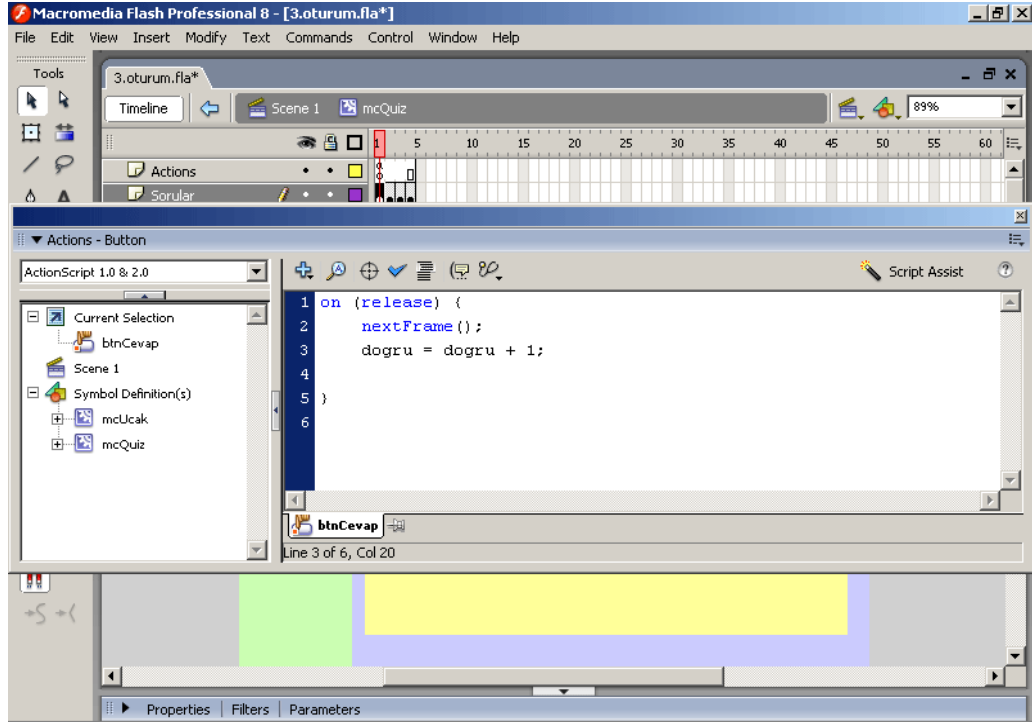 Macromedia Flash Professional 8 - [3.oturum.fla*]
File Edit View Insert Modify Text Commands Control Window Help
Tools
3.oturum.fla*
Timeline Scene 1 mcQuiz 89%
1 5 10 15 20 25 30 35 40 45 50 55 60
Actions
Sorular
Actions - Button
ActionScript 1.0 & 2.0
Script Assist
Current Selection
btnCevap
Scene 1
Symbol Definition(s)
mcUcak
mcQuiz
1 on (release) {
2 nextFrame();
3 dogru = dogru + 1;
4
5 }
6
btnCevap
Line 3 of 6, Col 20
Properties Filters Parameters